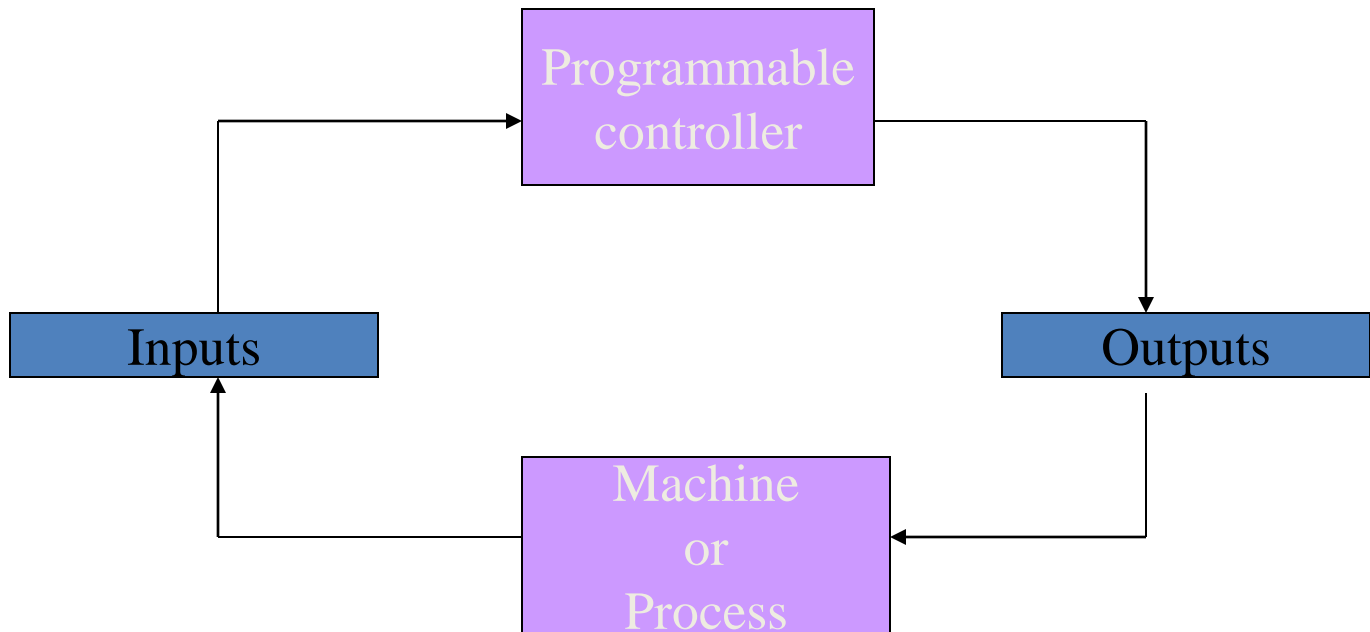 Programmable
controller
Inputs
Outputs
Machine
or
Process